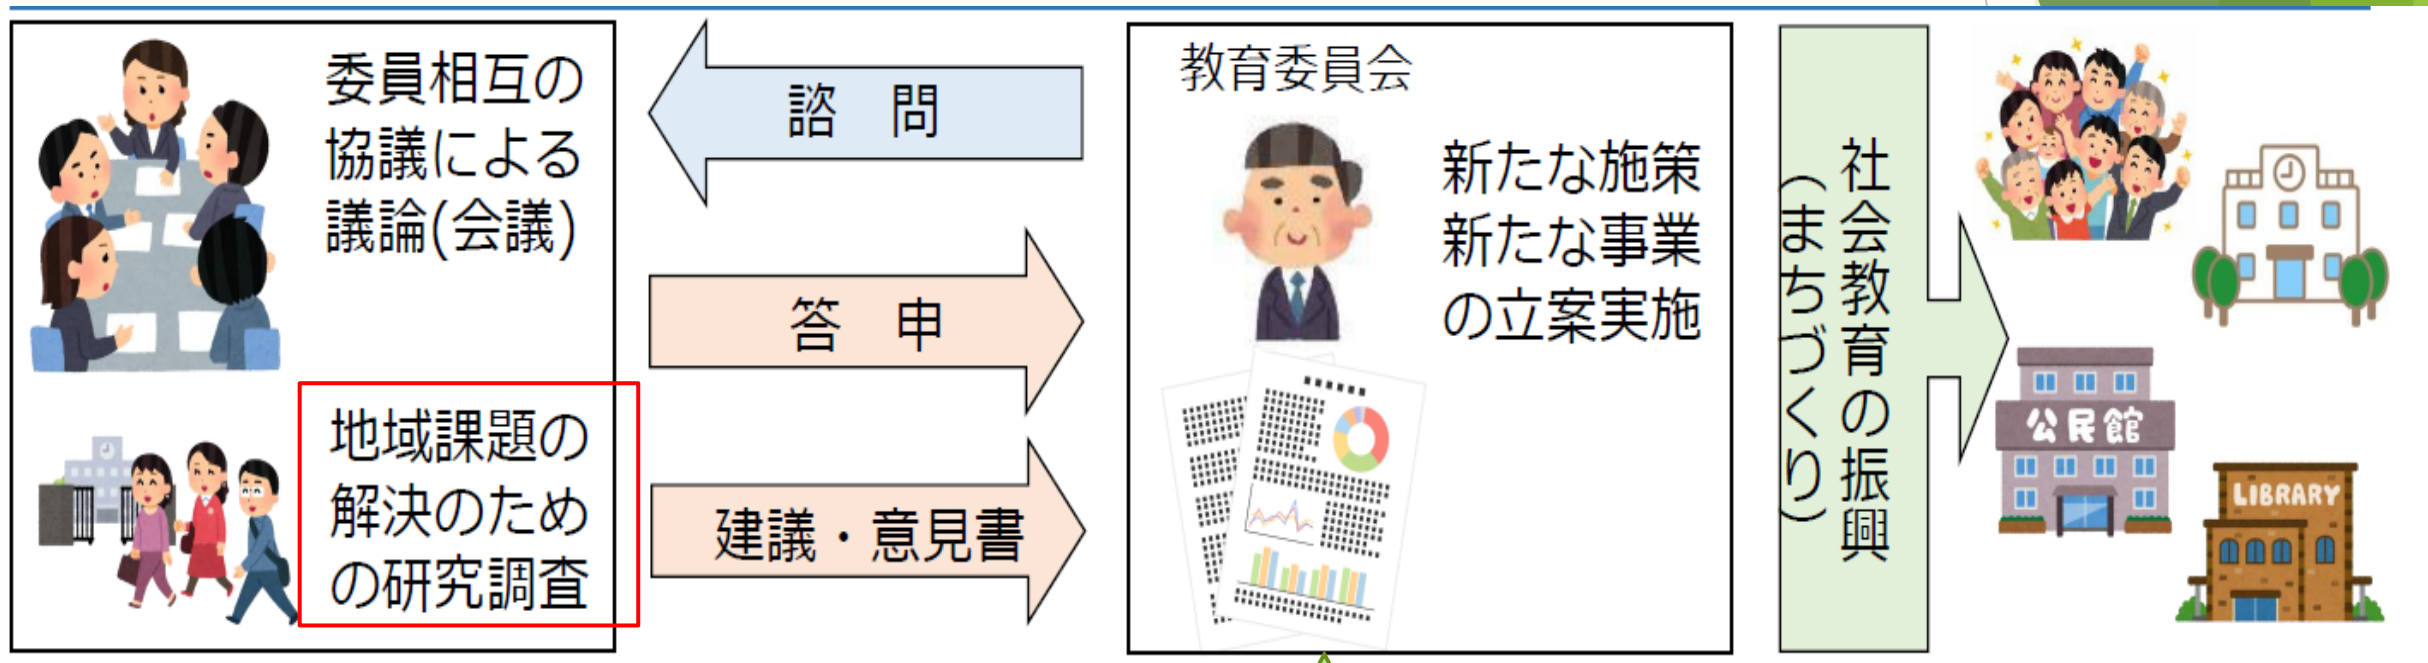 委員相互の
協議による
議論(会議)
地域課題の
解決のため
の研究調査
諮　問
答　申
建議・意見書
教育委員会
新たな施策
新たな事業
の立案実施
社会教育の振興
（まちづくり）
公民館
LIBRARY